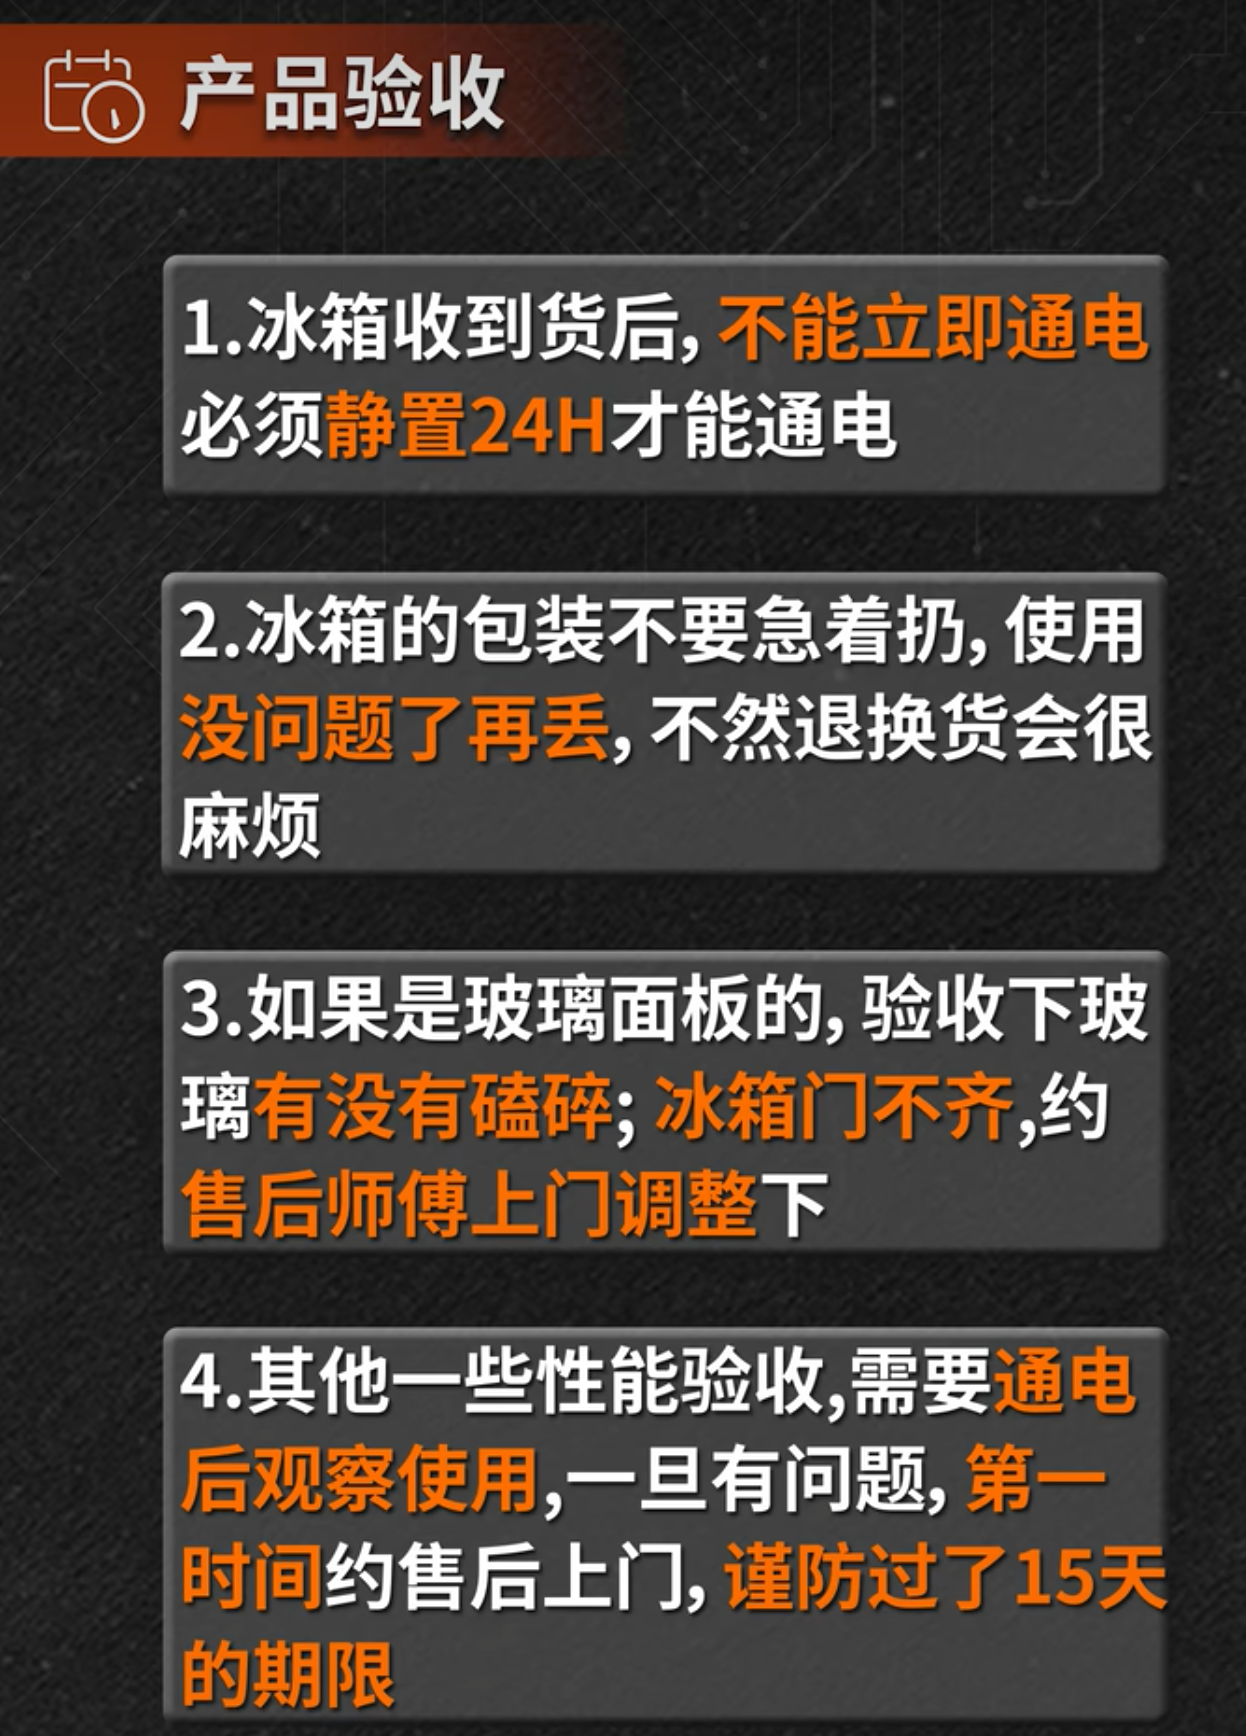 产品验收
1.冰箱收到货后,不能立即通电
必须静置24H才能通电
2.冰箱的包装不要急着扔,使用
没问题了再丢,不然退换货会很
麻烦
3.如果是玻璃面板的,验收下玻
璃有没有磕碎;冰箱门不齐,约
售后师傅上门调整下
4.其他一些性能验收,需要通电
后观察使用,一旦有问题,第一
时间约售后上门,谨防过了15天
的期限